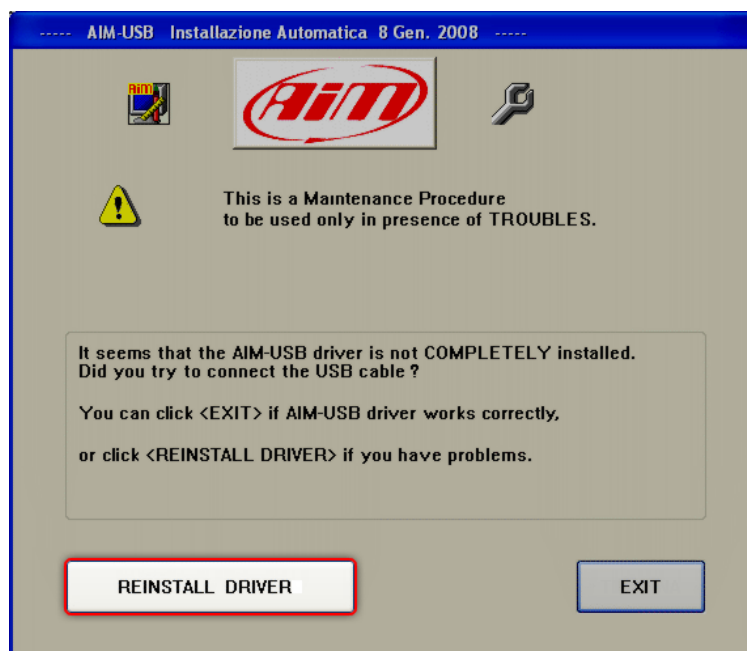 ----- AIM-USB Installazione Automatica 8 Gen. 2008 -----
AiM
AiM
This is a Maintenance Procedure
to be used only in presence of TROUBLES.
It seems that the AIM-USB driver is not COMPLETELY installed.
Did you try to connect the USB cable ?
You can click <EXIT> if AIM-USB driver works correctly,
or click <REINSTALL DRIVER> if you have problems.
REINSTALL DRIVER
EXIT